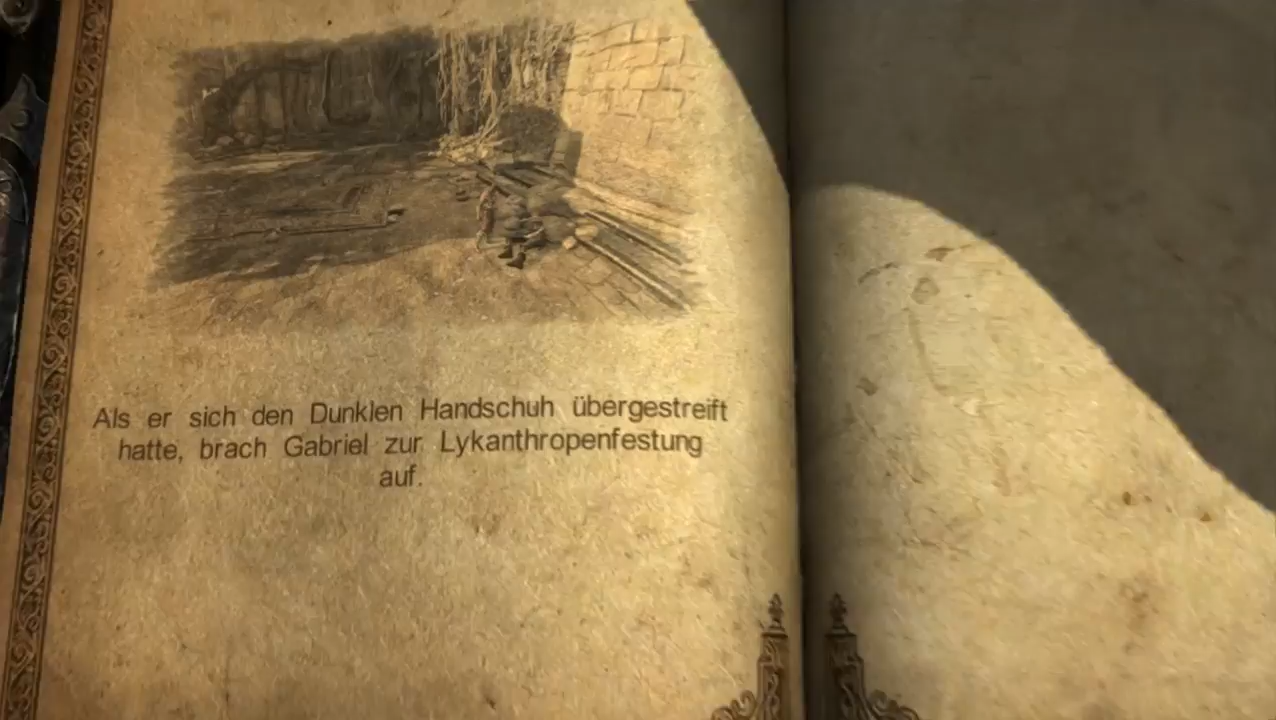 Als er sich den Dunklen Handschuh übergestreift
hatte, brach Gabriel zur Lykanthropenfestung
auf.